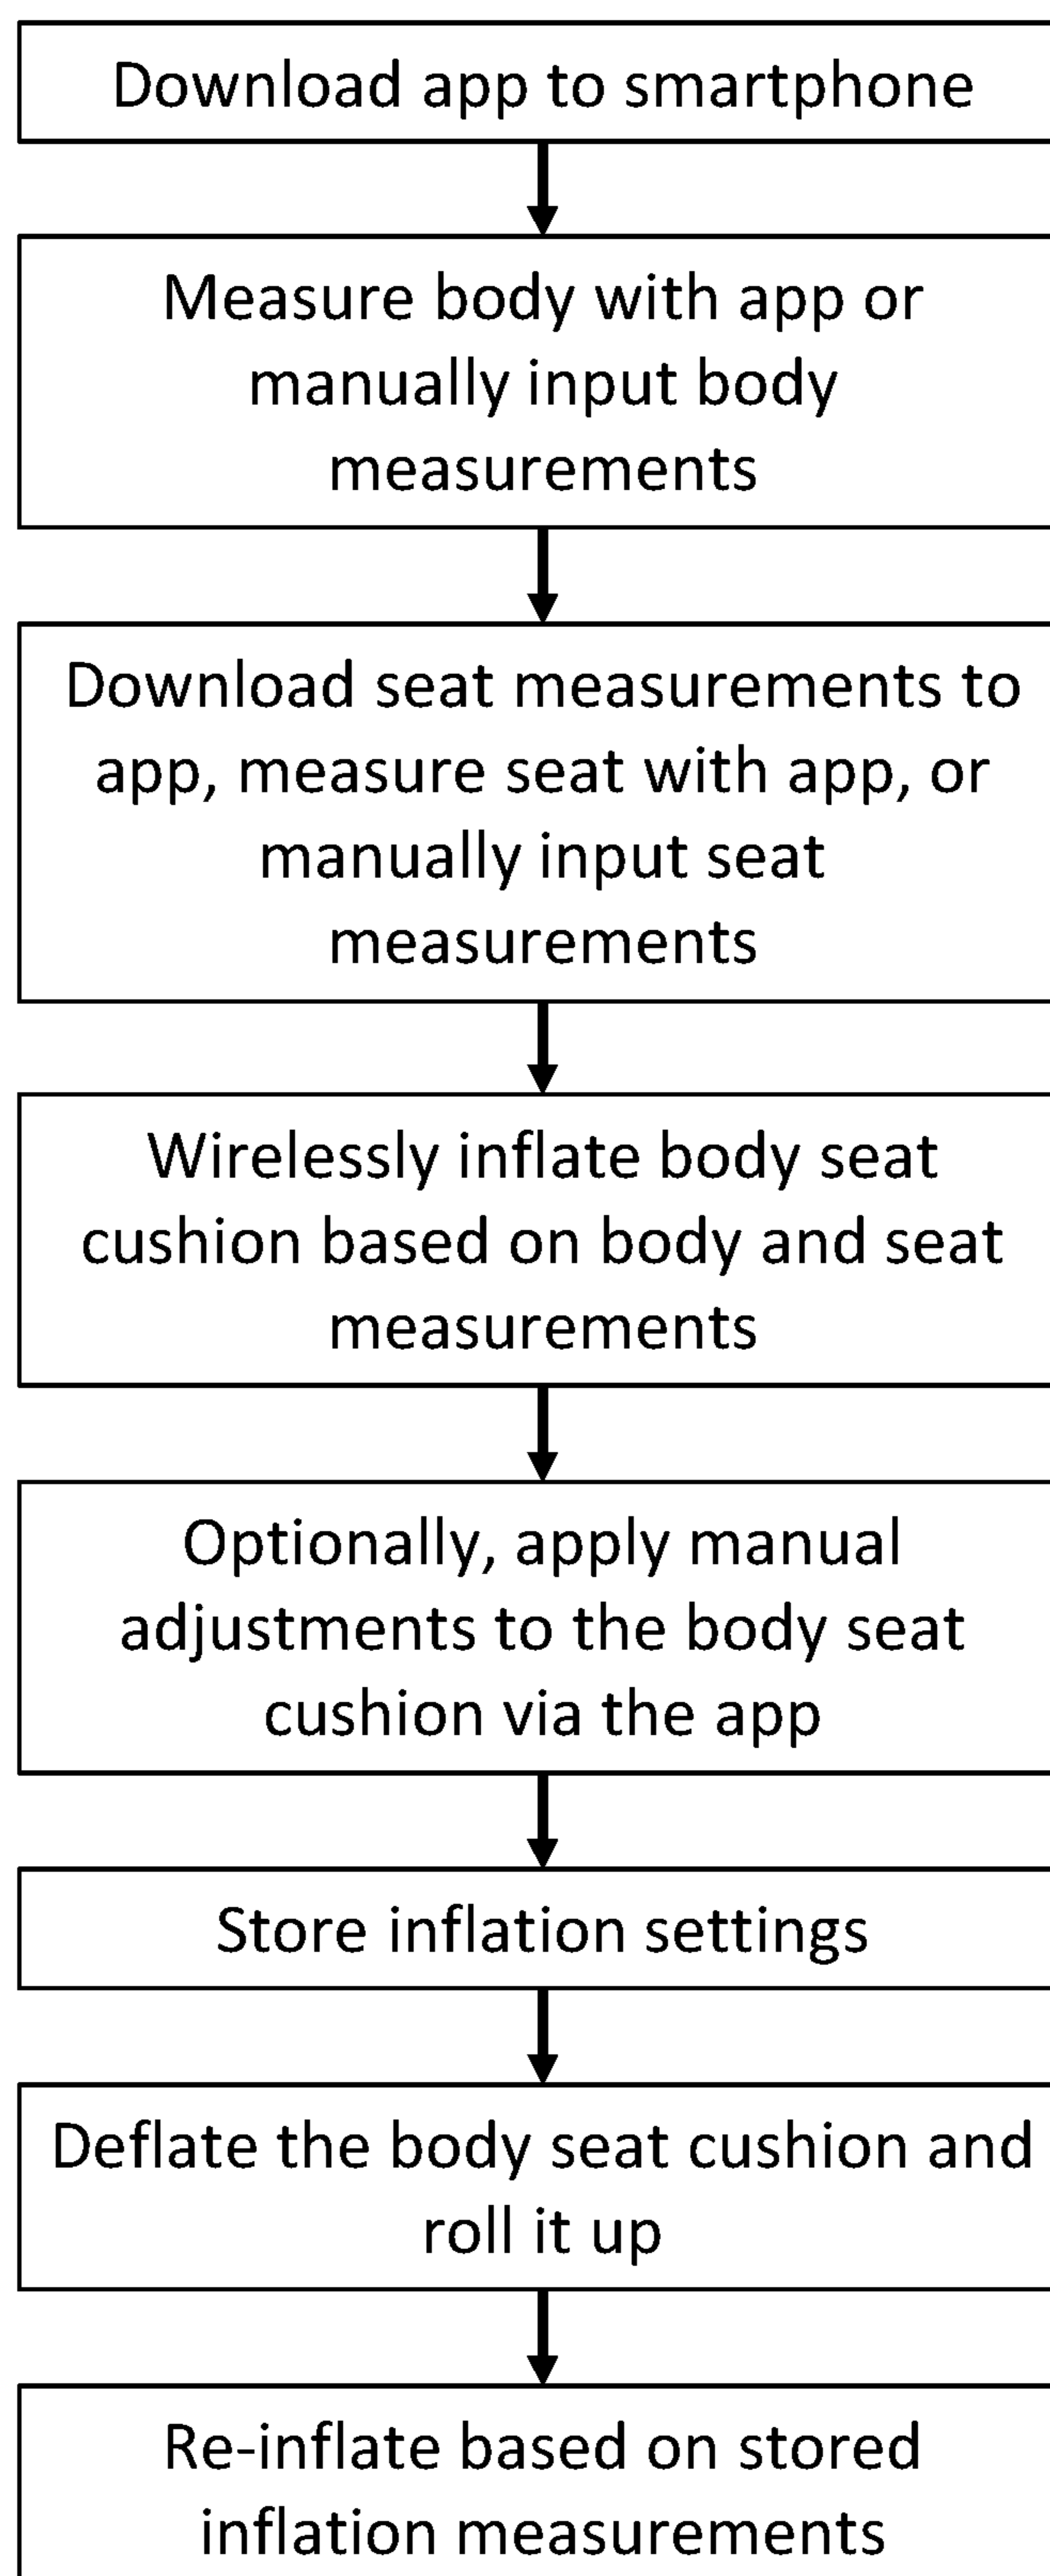 Download app to smartphone
Measure body with app or
manually input body
measurements
Download seat measurements to
app, measure seat with app, or
manually input seat
measurements
Wirelessly inflate body seat
cushion based on body and seat
measurements
Optionally, apply manual
adjustments to the body seat
cushion via the app
Store inflation settings
Deflate the body seat cushion and
roll it up
Re-inflate based on stored
inflation measurements